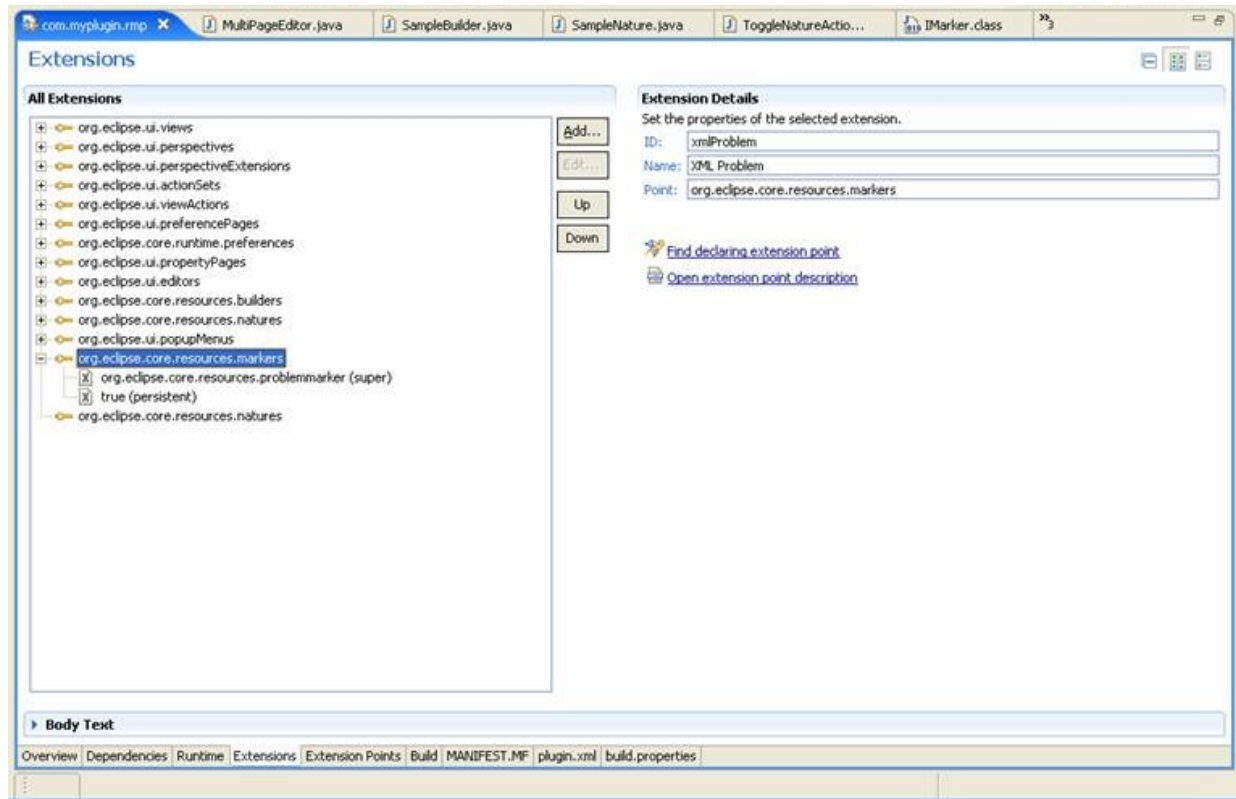 com.myplugin.rmp MultiPageEditor.java SampleBuilder.java SampleNature.java ToggleNatureActio... IMarker.class »3
Extensions
All Extensions
org.eclipse.ui.views
org.eclipse.ui.perspectives
org.eclipse.ui.perspectiveExtensions
org.eclipse.ui.actionSets
org.eclipse.ui.viewActions
org.eclipse.ui.preferencePages
org.eclipse.core.runtime.preferences
org.eclipse.ui.propertyPages
org.eclipse.ui.editors
org.eclipse.core.resources.builders
org.eclipse.core.resources.natures
org.eclipse.ui.popupMenus
org.eclipse.core.resources.markers
org.eclipse.core.resources.problemmarker (super)
true (persistent)
org.eclipse.core.resources.natures
Add...
Edit...
Up
Down
Extension Details
Set the properties of the selected extension.
ID: xmlProblem
Name: XML Problem
Point: org.eclipse.core.resources.markers
Find declaring extension point
Open extension point description
Body Text
Overview Dependencies Runtime Extensions Extension Points Build MANIFEST.MF plugin.xml build.properties